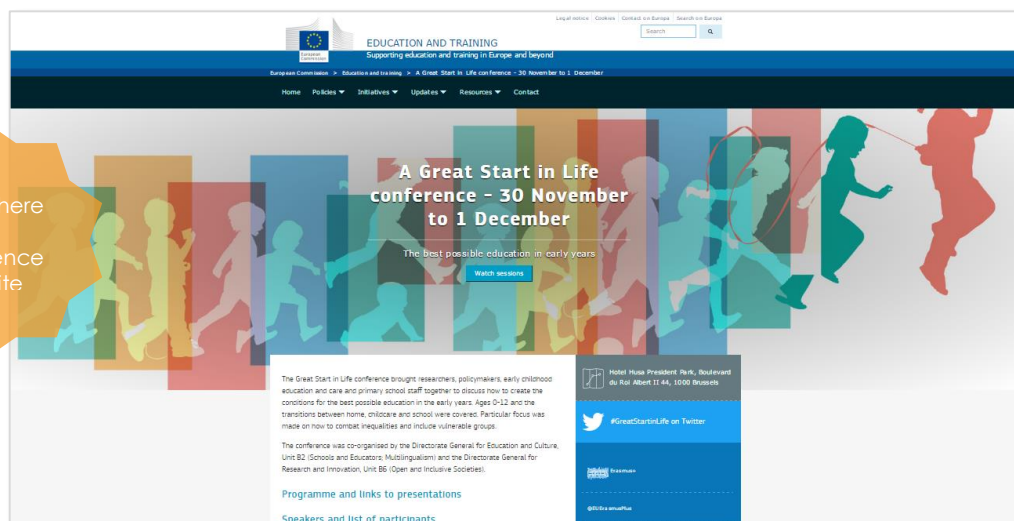 Legal notice | Cookies | Contact on Europa | Search on Europa
Search
European
Commission
EDUCATION AND TRAINING
Supporting education and training in Europe and beyond
European Commission > Education and training > A Great Start in Life conference - 30 November to 1 December
Home Policies Initiatives Updates Resources Contact
here
ence
ite
A Great Start in Life
conference - 30 November
to 1 December
The best possible education in early years
Watch sessions
The Great Start in Life conference brought researchers, policymakers, early childhood
education and care and primary school staff together to discuss how to create the
conditions for the best possible education in the early years. Ages 0-12 and the
transitions between home, childcare and school were covered. Particular focus was
made on how to combat inequalities and include vulnerable groups.
The conference was co-organised by the Directorate General for Education and Culture,
Unit B2 (Schools and Educators; Multilingualism) and the Directorate General for
Research and Innovation, Unit B6 (Open and Inclusive Societies).
Programme and links to presentations
Speakers and list of participants
Hotel Husa President Park, Boulevard
du Roi Albert II 44, 1000 Brussels
#GreatStartinLife on Twitter
Erasmus+
@EUErasmusPlus